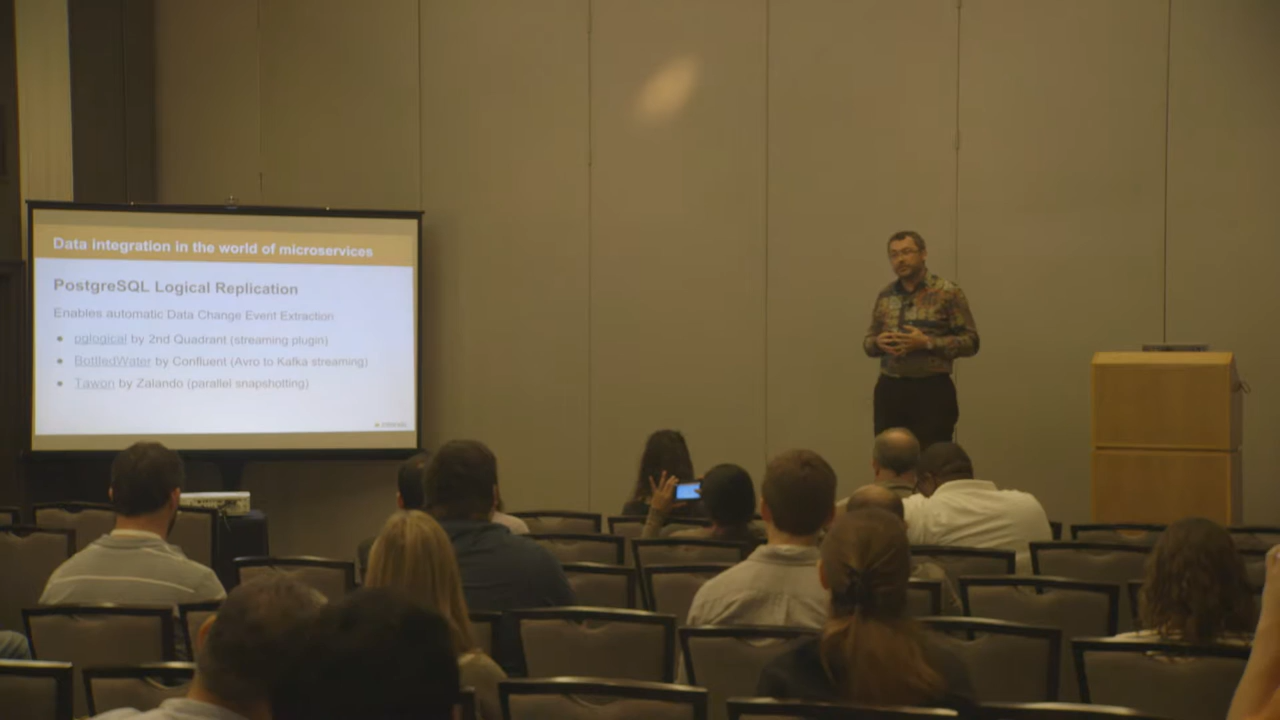 Data integration in the world of microservices
PostgreSQL Logical Replication
Enables automatic Data Change Event Extraction
pglogical by 2nd Quadrant (streaming plugin)
BottledWater by Confluent (Avro to Kafka streaming)
Tawon by Zalando (parallel snapshotting)